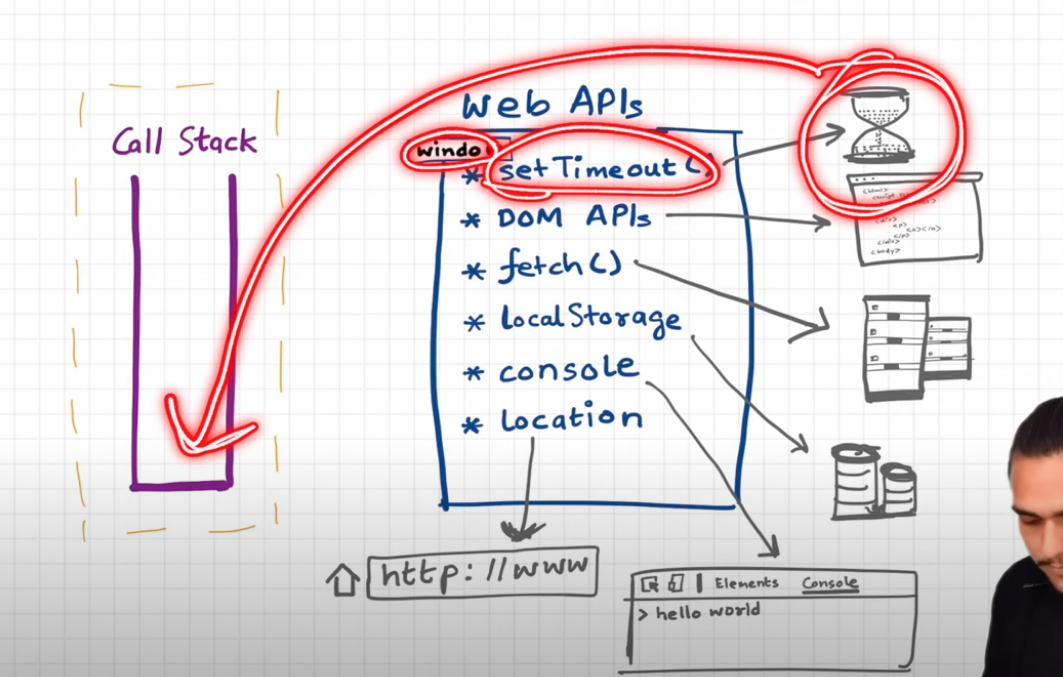 Web APIs
Call Stack
windo
* setTimeout()
* DOM APIs
* fetch()
* localStorage
* console
* location
http://www
Elements Console
> hello world